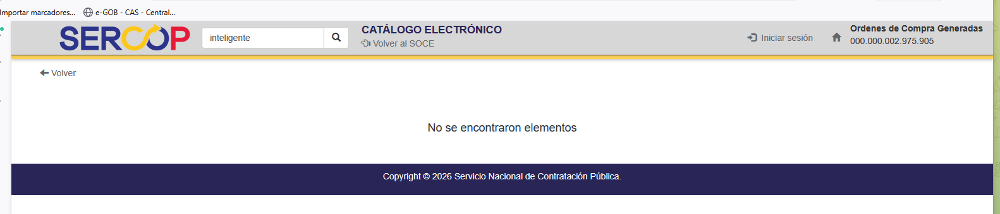 Importar marcadores... e-GOB - CAS - Central...
SERCOP
inteligente
CATÁLOGO ELECTRÓNICO
Volver al SOCE
Iniciar sesión
Ordenes de Compra Generadas
000.000.002.975.905
Volver
No se encontraron elementos
Copyright © 2026 Servicio Nacional de Contratación Pública.